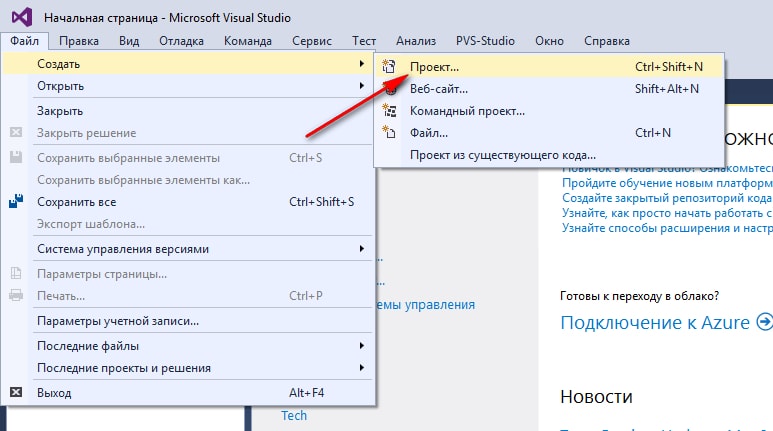 Начальная страница - Microsoft Visual Studio
Файл Правка Вид Отладка Команда Сервис Тест Анализ PVS-Studio Окно Справка
Создать
Открыть
Закрыть
Закрыть решение
Сохранить выбранные элементы Ctrl+S
Сохранить выбранные элементы как...
Сохранить все Ctrl+Shift+S
Экспорт шаблона...
Система управления версиями
Параметры страницы...
Печать... Ctrl+P
Параметры учетной записи...
Последние файлы
Последние проекты и решения
Выход Alt+F4
Проект... Ctrl+Shift+N
Веб-сайт... Shift+Alt+N
Командный проект...
Файл... Ctrl+N
Проект из существующего кода...
емы управления
Tech
Новичок в Visual Studio? Ознакомьтес
Пройдите обучение новым платформ
Создайте закрытый репозиторий кода
Узнайте, как просто начать работать с
Узнайте способы расширения и настр
Готовы к переходу в облако?
Подключение к Azure
Новости